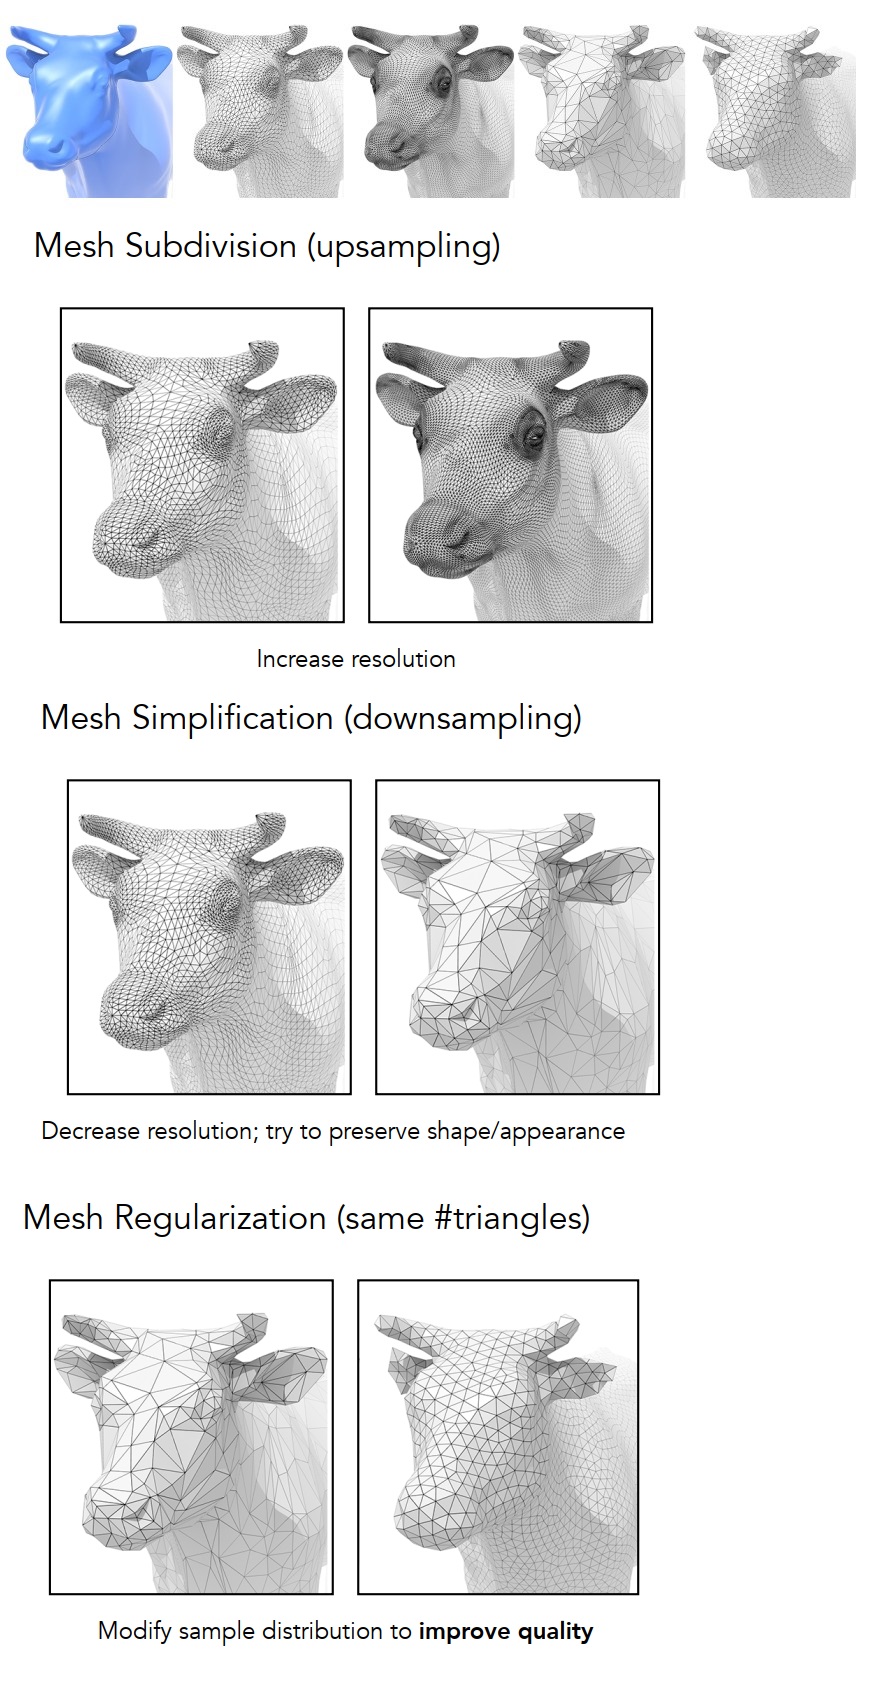 Mesh Subdivision (upsampling)
Increase resolution
Mesh Simplification (downsampling)
Decrease resolution; try to preserve shape/appearance
Mesh Regularization (same #triangles)
Modify sample distribution to improve quality